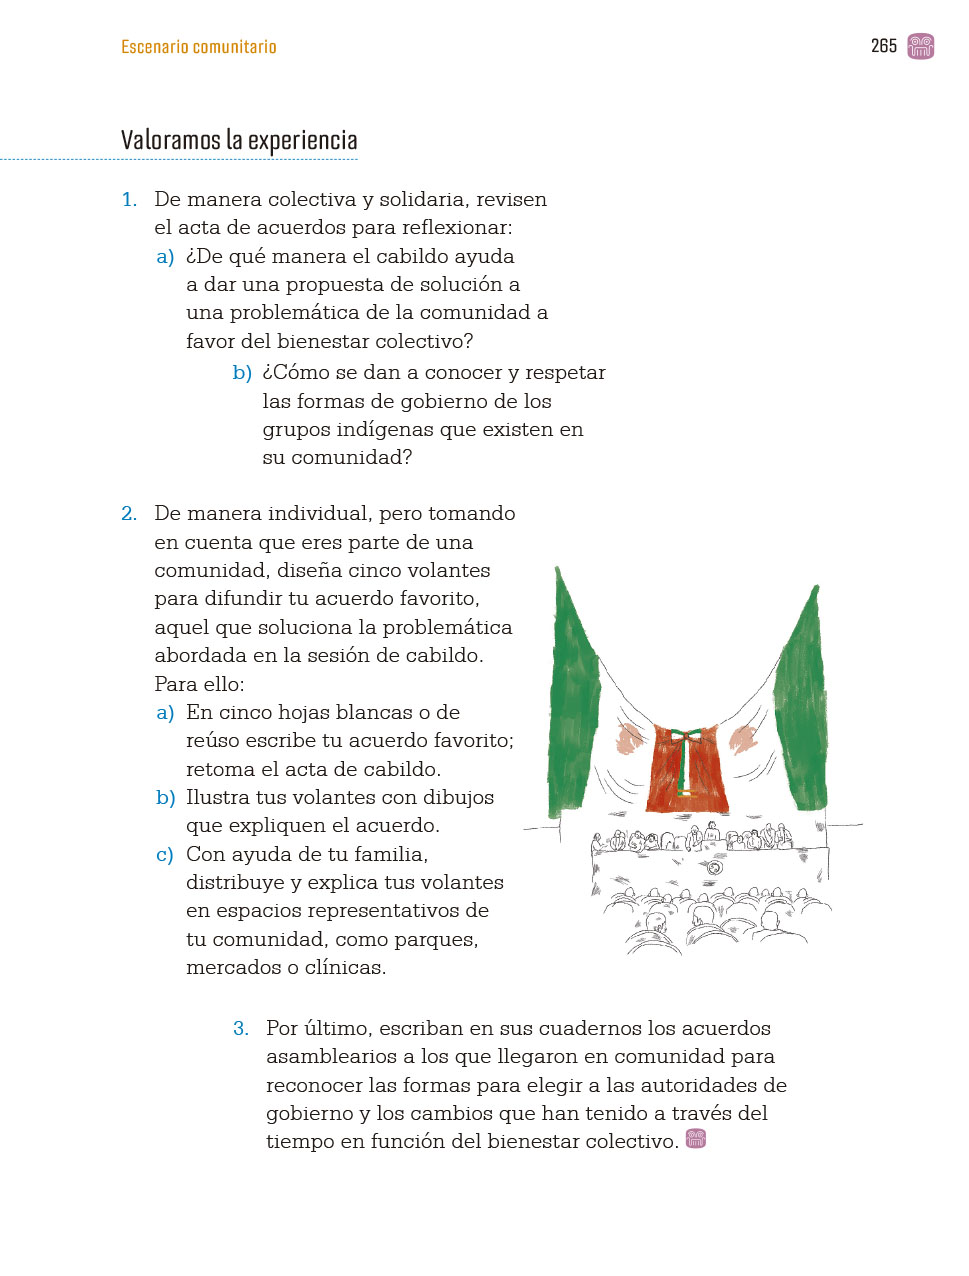 Escenario comunitario
265
Valoramos la experiencia
1. De manera colectiva y solidaria, revisen
el acta de acuerdos para reflexionar:
a) ¿De qué manera el cabildo ayuda
a dar una propuesta de solución a
una problemática de la comunidad a
favor del bienestar colectivo?
b) ¿Cómo se dan a conocer y respetar
las formas de gobierno de los
grupos indígenas que existen en
su comunidad?
2. De manera individual, pero tomando
en cuenta que eres parte de una
comunidad, diseña cinco volantes
para difundir tu acuerdo favorito,
aquel que soluciona la problemática
abordada en la sesión de cabildo.
Para ello:
a) En cinco hojas blancas o de
reúso escribe tu acuerdo favorito;
retoma el acta de cabildo.
b) Ilustra tus volantes con dibujos
que expliquen el acuerdo.
c) Con ayuda de tu familia,
distribuye y explica tus volantes
en espacios representativos de
tu comunidad, como parques,
mercados o clínicas.
3. Por último, escriban en sus cuadernos los acuerdos
asamblearios a los que llegaron en comunidad para
reconocer las formas para elegir a las autoridades de
gobierno y los cambios que han tenido a través del
tiempo en función del bienestar colectivo.